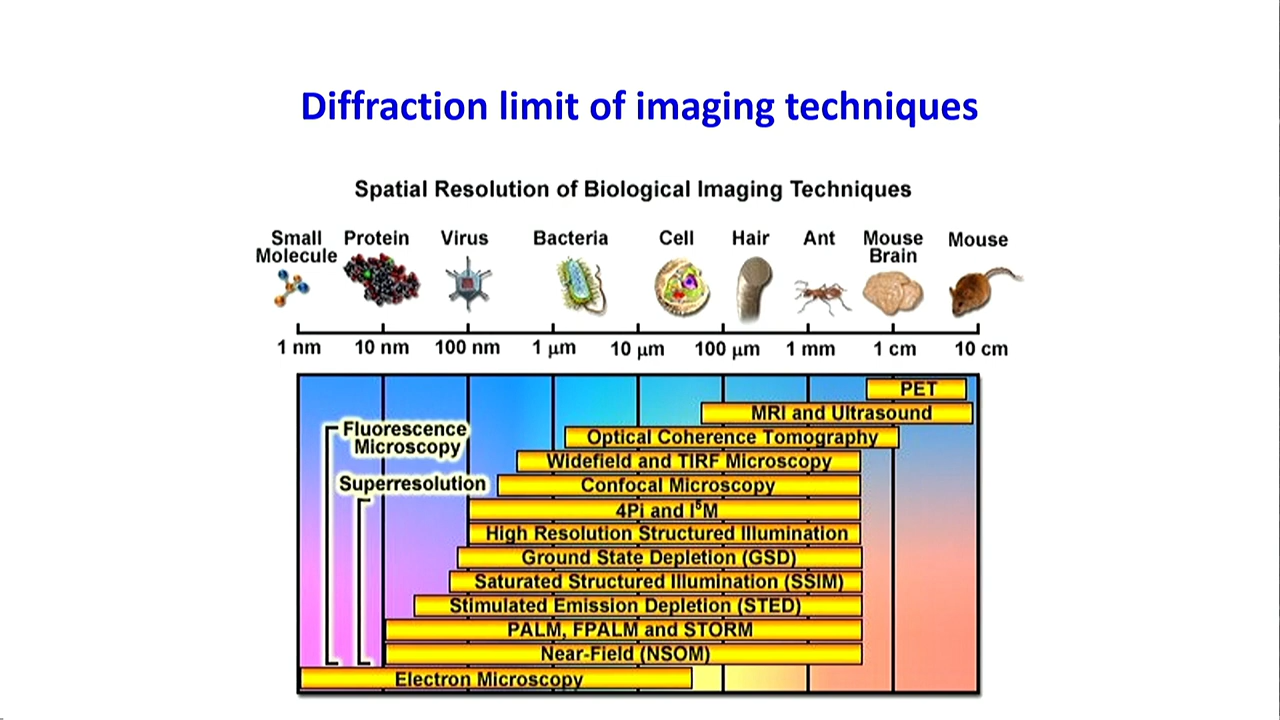 Diffraction limit of imaging techniques
Spatial Resolution of Biological Imaging Techniques
Small Molecule
Protein
Virus
Bacteria
Cell
Hair
Ant
Mouse Brain
Mouse
1 nm
10 nm
100 nm
1 μm
10 μm
100 μm
1 mm
1 cm
10 cm
PET
MRI and Ultrasound
Fluorescence
Microscopy
Optical Coherence Tomography
Widefield and TIRF Microscopy
Superresolution
Confocal Microscopy
4Pi and I⁵M
High Resolution Structured Illumination
Ground State Depletion (GSD)
Saturated Structured Illumination (SSIM)
Stimulated Emission Depletion (STED)
PALM, FPALM and STORM
Near-Field (NSOM)
Electron Microscopy